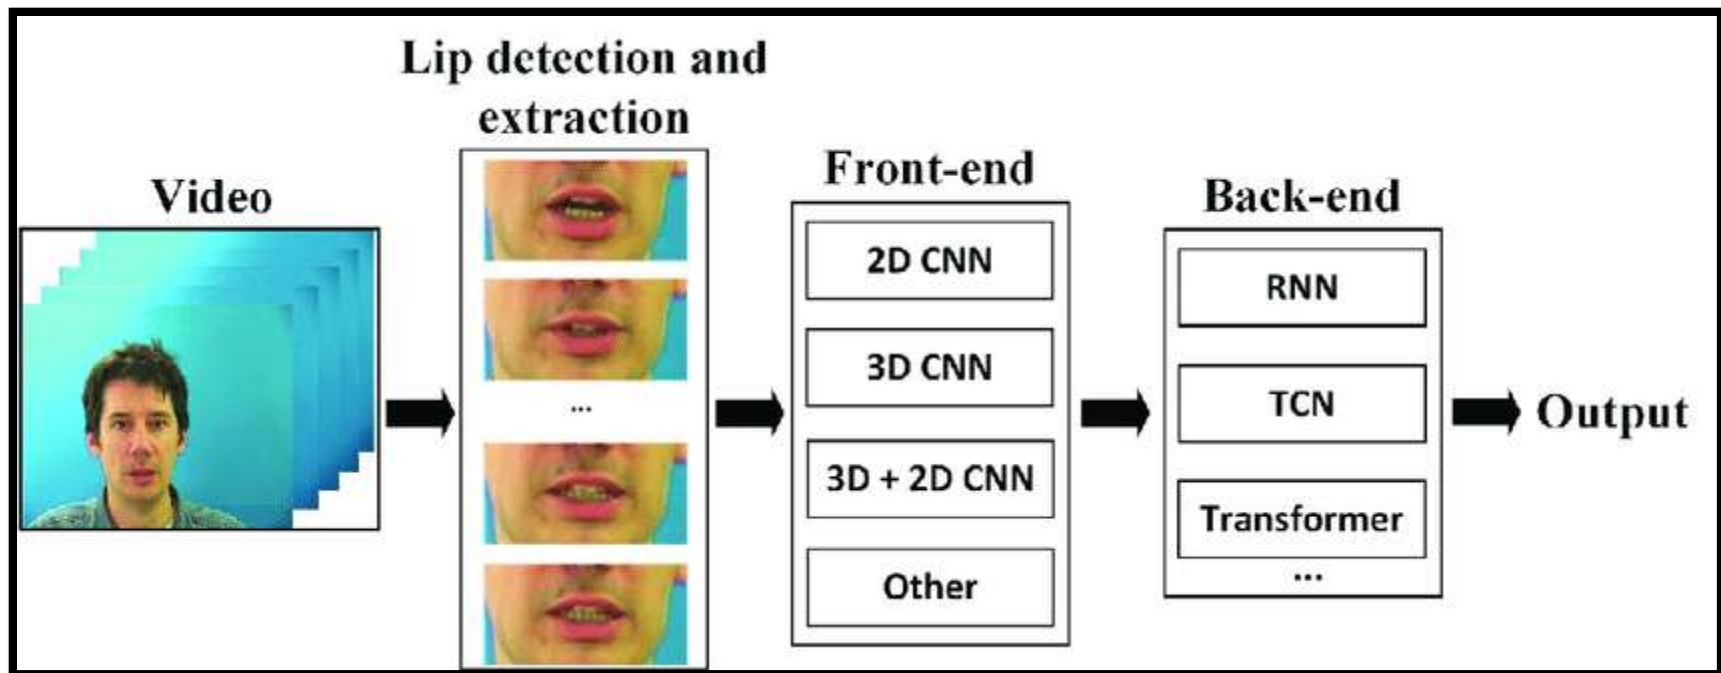 Video
Lip detection and
extraction
...
Front-end
2D CNN
3D CNN
3D + 2D CNN
Other
Back-end
RNN
TCN
Transformer
...
Output